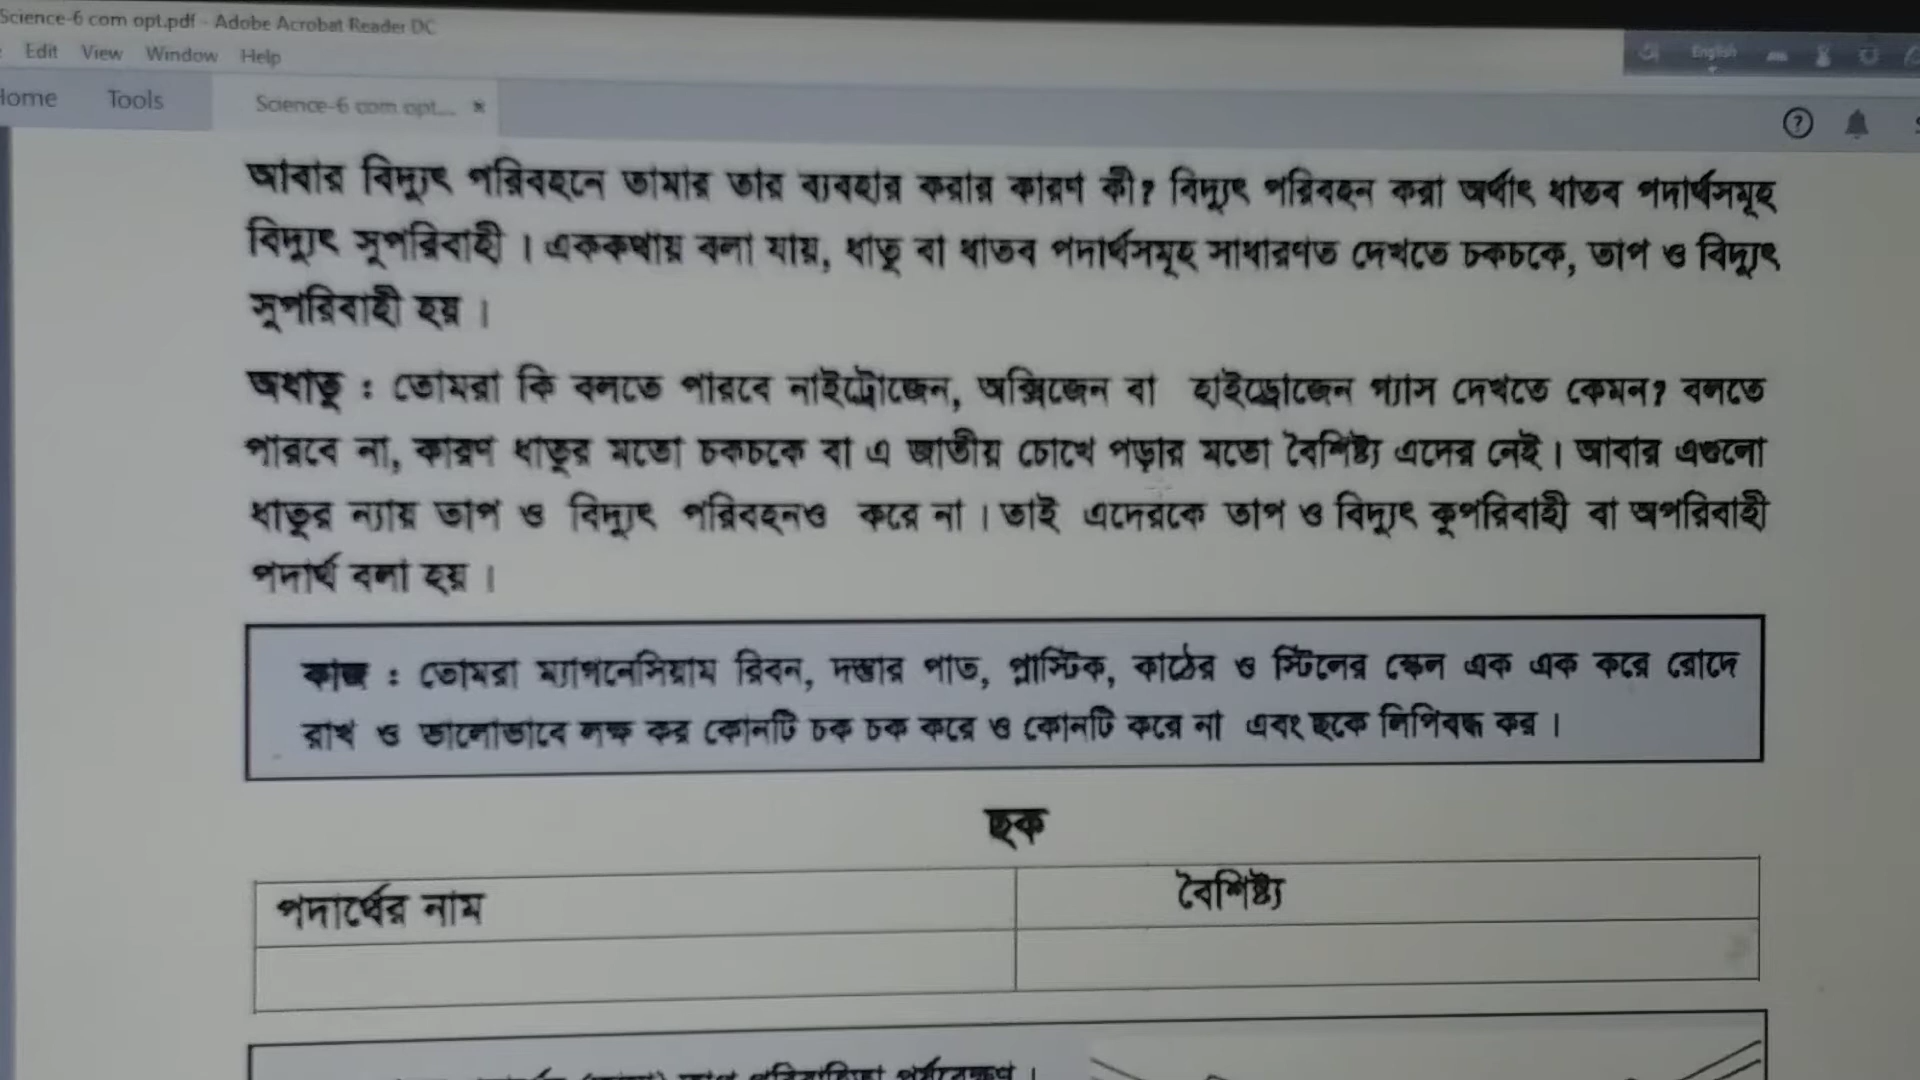 Science-6 com opt.pdf - Adobe Acrobat Reader DC
Edit View Window Help
English
Home Tools Science-6 com opt...
আবার বিদ্যুৎ পরিবহনে তামার তার ব্যবহার করার কারণ কী? বিদ্যুৎ পরিবহন করা অর্থাৎ ধাতব পদার্থসমূহ
বিদ্যুৎ সুপরিবাহী। এককথায় বলা যায়, ধাতু বা ধাতব পদার্থসমূহ সাধারণত দেখতে চকচকে, তাপ ও বিদ্যুৎ
সুপরিবাহী হয়।
অধাতু : তোমরা কি বলতে পারবে নাইট্রোজেন, অক্সিজেন বা হাইড্রোজেন গ্যাস দেখতে কেমন? বলতে
পারবে না, কারণ ধাতুর মতো চকচকে বা এ জাতীয় চোখে পড়ার মতো বৈশিষ্ট্য এদের নেই। আবার এগুলো
ধাতুর ন্যায় তাপ ও বিদ্যুৎ পরিবহনও করে না। তাই এদেরকে তাপ ও বিদ্যুৎ কুপরিবাহী বা অপরিবাহী
পদার্থ বলা হয়।
কাজ : তোমরা ম্যাগনেসিয়াম রিবন, দস্তার পাত, প্লাস্টিক, কাঠের ও স্টিলের স্কেল এক এক করে রোদে
রাখ ও ভালোভাবে লক্ষ কর কোনটি চক চক করে ও কোনটি করে না এবং ছকে লিপিবদ্ধ কর।
ছক
পদার্থের নাম বৈশিষ্ট্য